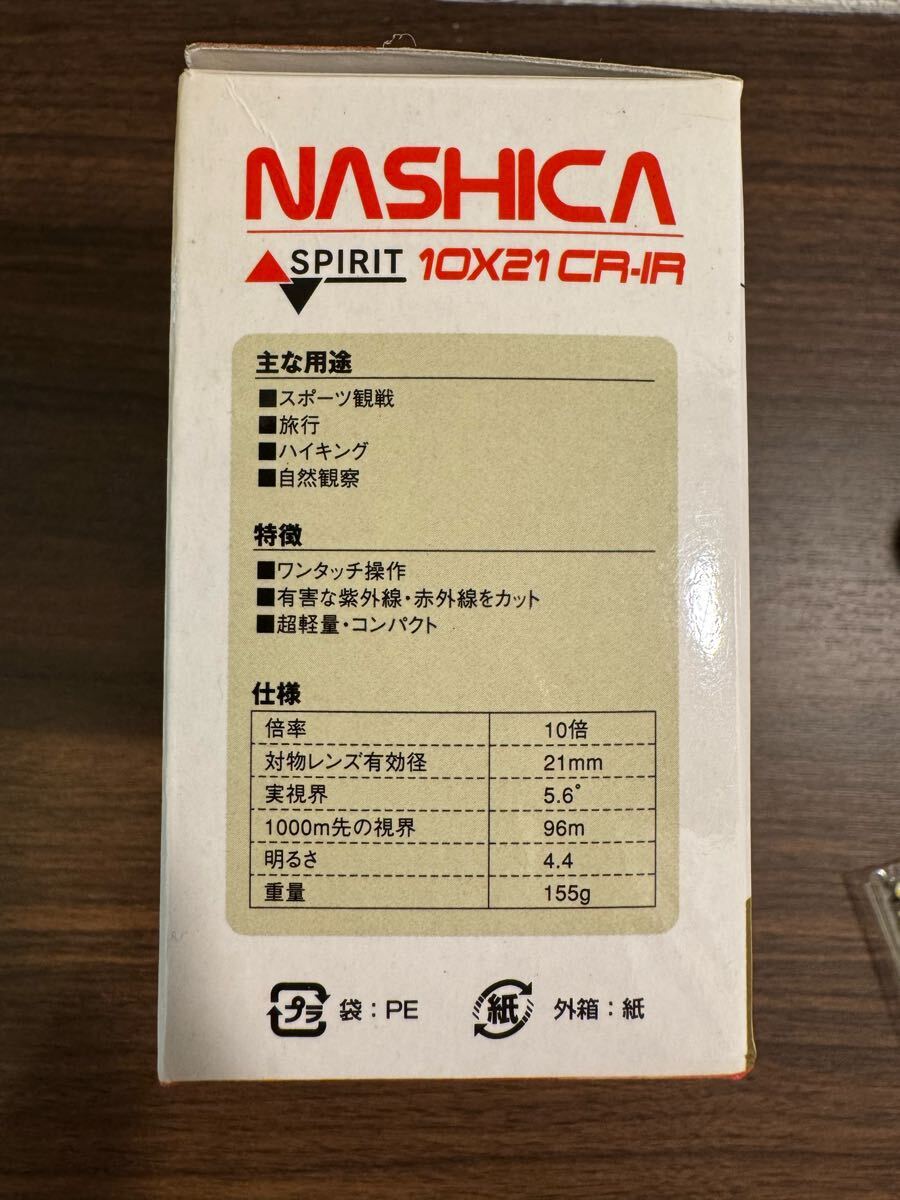 NASHICA
SPIRIT 10X21 CR-IR
主な用途
■スポーツ観戦
■旅行
■ハイキング
■自然観察
特徴
■ワンタッチ操作
■有害な紫外線・赤外線をカット
■超軽量・コンパクト
仕様
倍率 10倍
対物レンズ有効径 21mm
実視界 5.6°
1000m先の視界 96m
明るさ 4.4
重量 155g
プラ 袋：PE 紙 外箱：紙